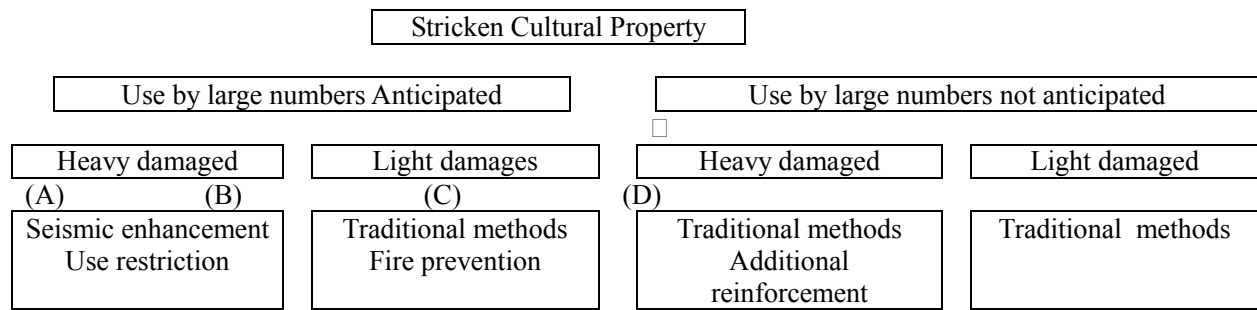 Stricken Cultural Property
Use by large numbers Anticipated
Use by large numbers not anticipated
Heavy damaged
Light damages
Heavy damaged
Light damaged
(A)
(B)
(C)
(D)
Seismic enhancement
Use restriction
Traditional methods
Fire prevention
Traditional methods
Additional
reinforcement
Traditional methods